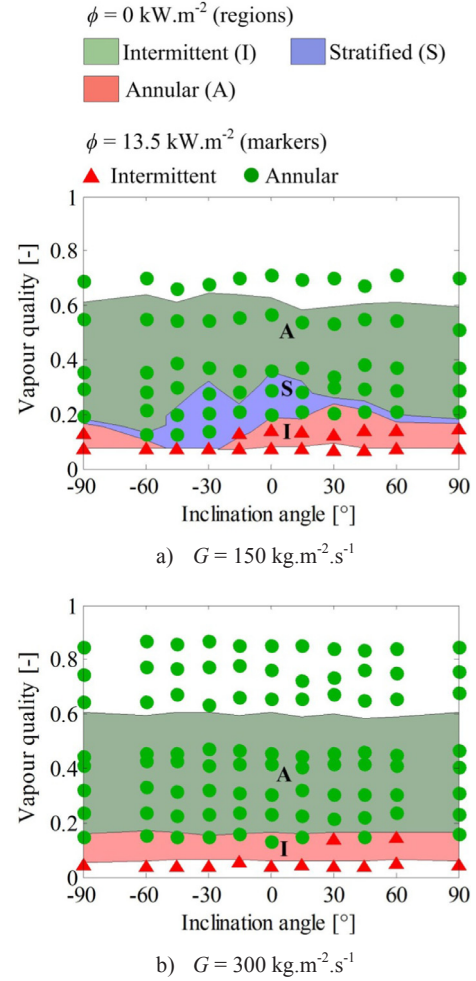 ϕ = 0 kW.m-2 (regions)
Intermittent (I) Stratified (S)
Annular (A)
ϕ = 13.5 kW.m-2 (markers)
Intermittent Annular
1
0.8
0.6
0.4
0.2
0
Vapour quality [-]
A
S
I
-90 -60 -30 0 30 60 90
Inclination angle [°]
a) G = 150 kg.m-2.s-1
1
0.8
0.6
0.4
0.2
0
Vapour quality [-]
A
I
-90 -60 -30 0 30 60 90
Inclination angle [°]
b) G = 300 kg.m-2.s-1